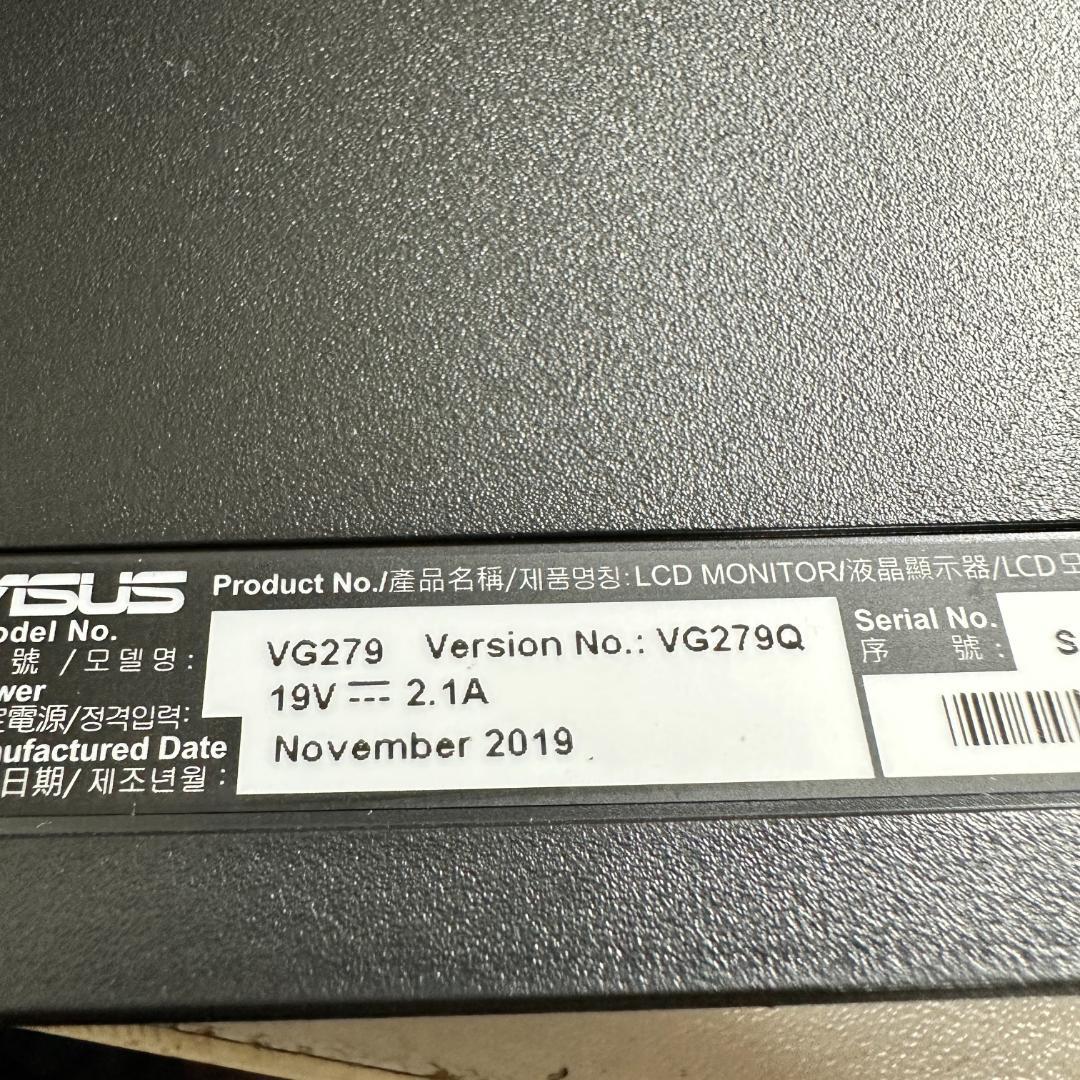 ASUS Product No./產品名稱/제품명칭: LCD MONITOR/液晶顯示器/LCD 모
odel No. 號 / 모델명 : VG279 Version No.: VG279Q
wer 電源/정격입력: 19V 2.1A
nufactured Date 日期/ 제조년월 : November 2019
Serial No. 序 號 : S